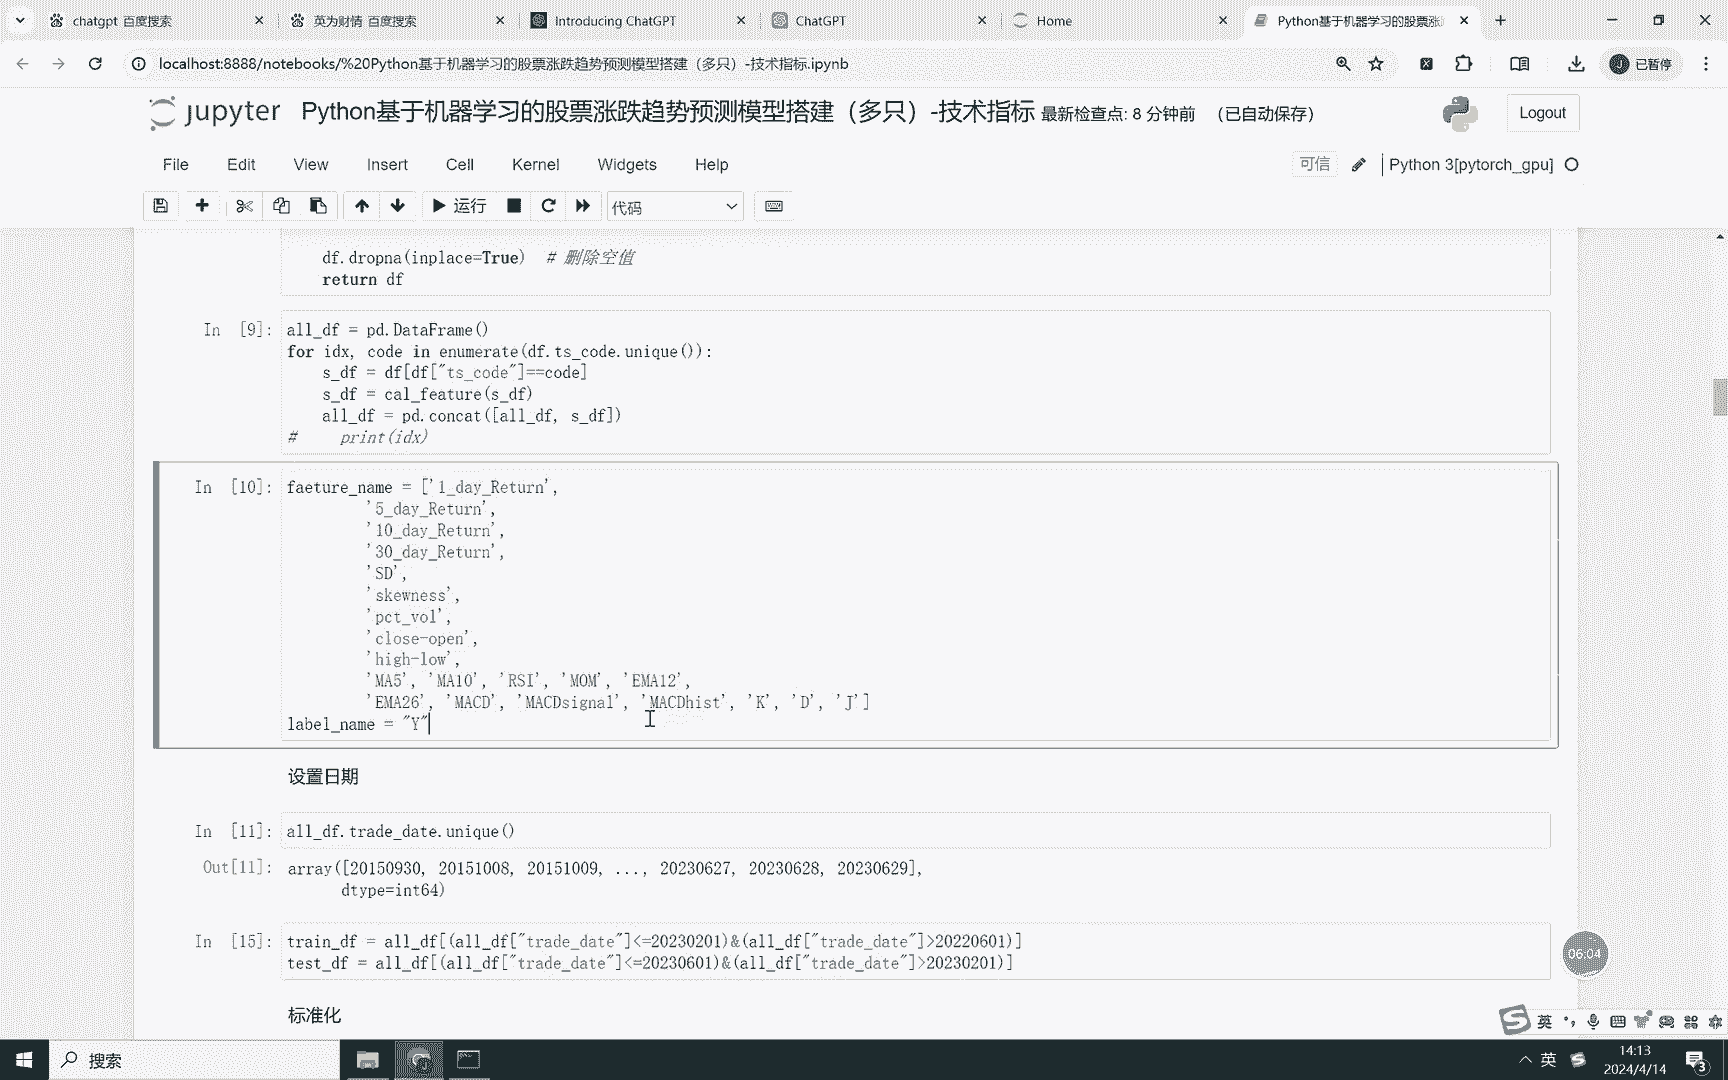 chatgpt 百度搜索
英为财情 百度搜索
Introducing ChatGPT
ChatGPT
Home
Python基于机器学习的股票涨
localhost:8888/notebooks/%20Python基于机器学习的股票涨跌趋势预测模型搭建（多只）-技术指标.ipynb
已暂停
jupyter Python基于机器学习的股票涨跌趋势预测模型搭建（多只）-技术指标 最新检查点: 8 分钟前 （已自动保存）
Logout
File Edit View Insert Cell Kernel Widgets Help
可信
Python 3[pytorch_gpu]
运行
代码
df.dropna(inplace=True) # 删除空值
return df
In [9]: all_df = pd.DataFrame()
for idx, code in enumerate(df.ts_code.unique()):
s_df = df[df["ts_code"]==code]
s_df = cal_feature(s_df)
all_df = pd.concat([all_df, s_df])
# print(idx)
In [10]: faeture_name = ['1_day_Return',
'5_day_Return',
'10_day_Return',
'30_day_Return',
'SD',
'skewness',
'pct_vol',
'close-open',
'high-low',
'MA5', 'MA10', 'RSI', 'MOM', 'EMA12',
'EMA26', 'MACD', 'MACDsignal', 'MACDhist', 'K', 'D', 'J']
label_name = "Y"
设置日期
In [11]: all_df.trade_date.unique()
Out[11]: array([20150930, 20151008, 20151009, ..., 20230627, 20230628, 20230629],
dtype=int64)
In [15]: train_df = all_df[(all_df["trade_date"]<=20230201)&(all_df["trade_date"]>20220601)]
test_df = all_df[(all_df["trade_date"]<=20230601)&(all_df["trade_date"]>20230201)]
06:04
标准化
英
搜索
英
14:13
2024/4/14
3